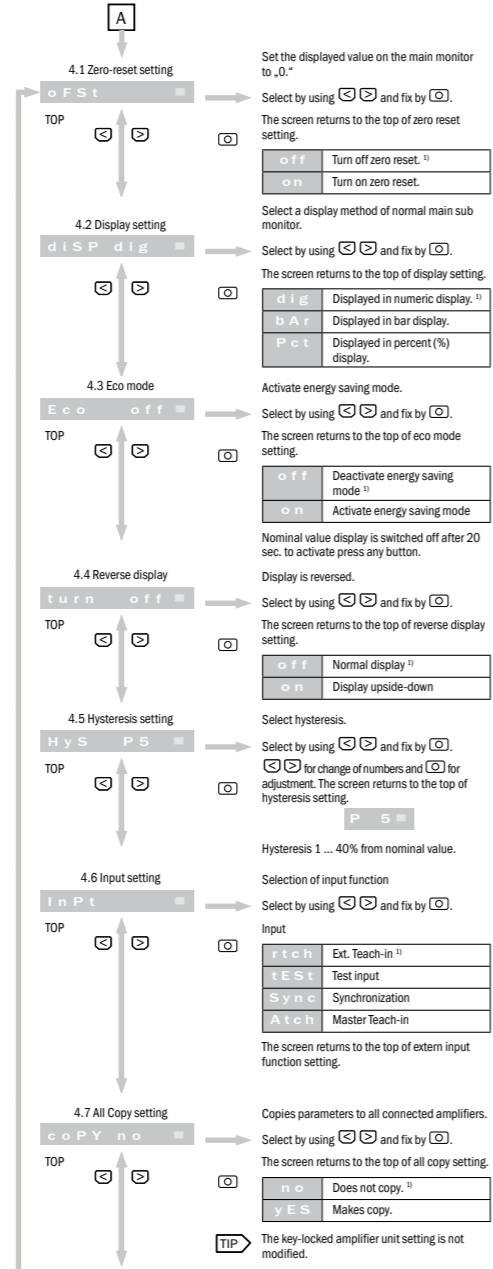 A
4.1 Zero-reset setting
oFSt
TOP
< >
O
Set the displayed value on the main monitor
to „0.“
Select by using < > and fix by O.
The screen returns to the top of zero reset
setting.
off Turn off zero reset. 1)
on Turn on zero reset.
4.2 Display setting
diSP dig
< >
O
Select a display method of normal main sub
monitor.
Select by using < > and fix by O.
The screen returns to the top of display setting.
dig Displayed in numeric display. 1)
bAr Displayed in bar display.
Pct Displayed in percent (%)
display.
4.3 Eco mode
Eco off
TOP
< >
O
Activate energy saving mode.
Select by using < > and fix by O.
The screen returns to the top of eco mode
setting.
off Deactivate energy saving
mode 1)
on Activate energy saving mode
Nominal value display is switched off after 20
sec. to activate press any button.
4.4 Reverse display
turn off
TOP
< >
O
Display is reversed.
Select by using < > and fix by O.
The screen returns to the top of reverse display
setting.
off Normal display 1)
on Display upside-down
4.5 Hysteresis setting
HyS P5
TOP
< >
O
Select hysteresis.
Select by using < > and fix by O.
< > for change of numbers and O for
adjustment. The screen returns to the top of
hysteresis setting.
P 5
Hysteresis 1 ... 40% from nominal value.
4.6 Input setting
InPt
TOP
< >
O
Selection of input function
Select by using < > and fix by O.
Input
rtch Ext. Teach-in 1)
tESt Test input
Sync Synchronization
Atch Master Teach-in
The screen returns to the top of extern input
function setting.
4.7 All Copy setting
coPY no
TOP
< >
O
Copies parameters to all connected amplifiers.
Select by using < > and fix by O.
The screen returns to the top of all copy setting.
no Does not copy. 1)
yES Makes copy.
TIP The key-locked amplifier unit setting is not
modified.